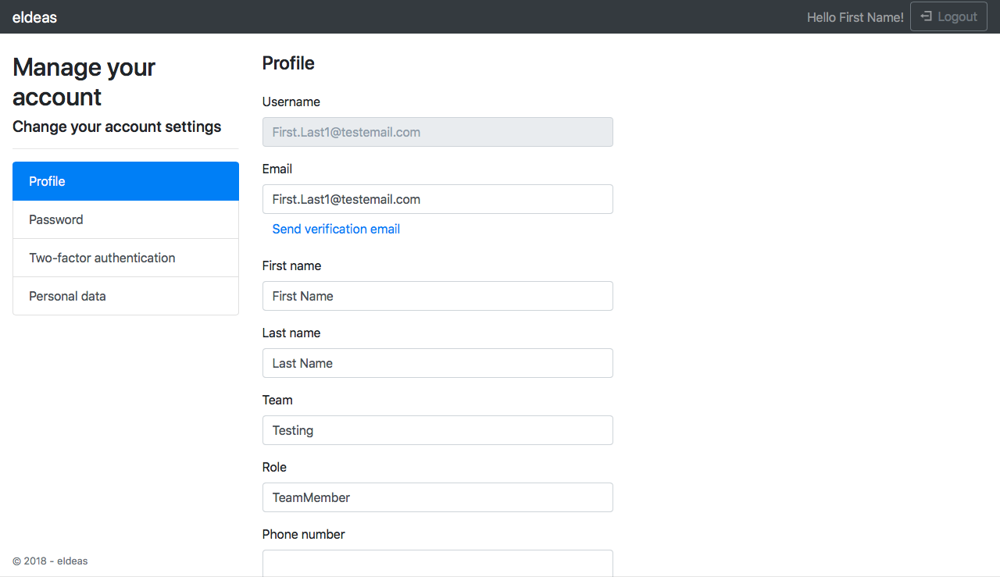 eIdeas
Hello First Name!
Logout
Manage your
account
Change your account settings
Profile
Password
Two-factor authentication
Personal data
Profile
Username
First.Last1@testemail.com
Email
First.Last1@testemail.com
Send verification email
First name
First Name
Last name
Last Name
Team
Testing
Role
TeamMember
Phone number
© 2018 - eIdeas